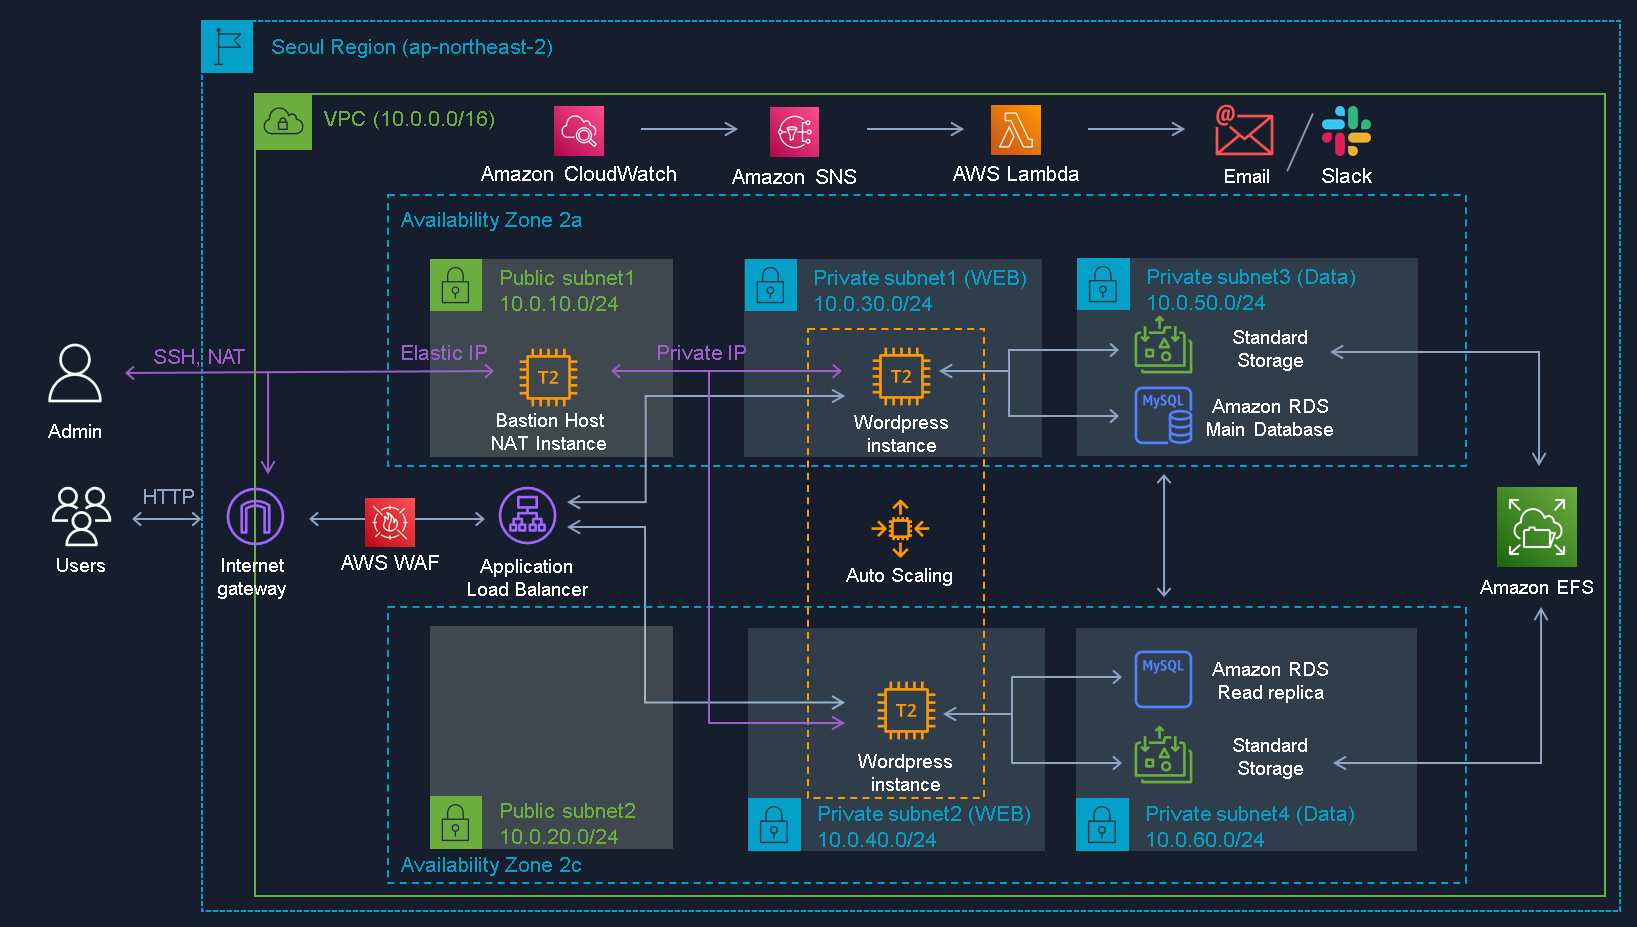 Seoul Region (ap-northeast-2)
VPC (10.0.0.0/16)
Amazon CloudWatch
Amazon SNS
AWS Lambda
@
Email
Slack
Availability Zone 2a
Public subnet1
10.0.10.0/24
Private subnet1 (WEB)
10.0.30.0/24
Private subnet3 (Data)
10.0.50.0/24
SSH, NAT
Elastic IP
Private IP
T2
T2
Standard
Storage
Admin
Bastion Host
NAT Instance
Wordpress
instance
MySQL
Amazon RDS
Main Database
HTTP
Users
Internet
gateway
AWS WAF
Application
Load Balancer
Auto Scaling
Amazon EFS
MySQL
Amazon RDS
Read replica
T2
Wordpress
instance
Standard
Storage
Public subnet2
10.0.20.0/24
Private subnet2 (WEB)
10.0.40.0/24
Private subnet4 (Data)
10.0.60.0/24
Availability Zone 2c